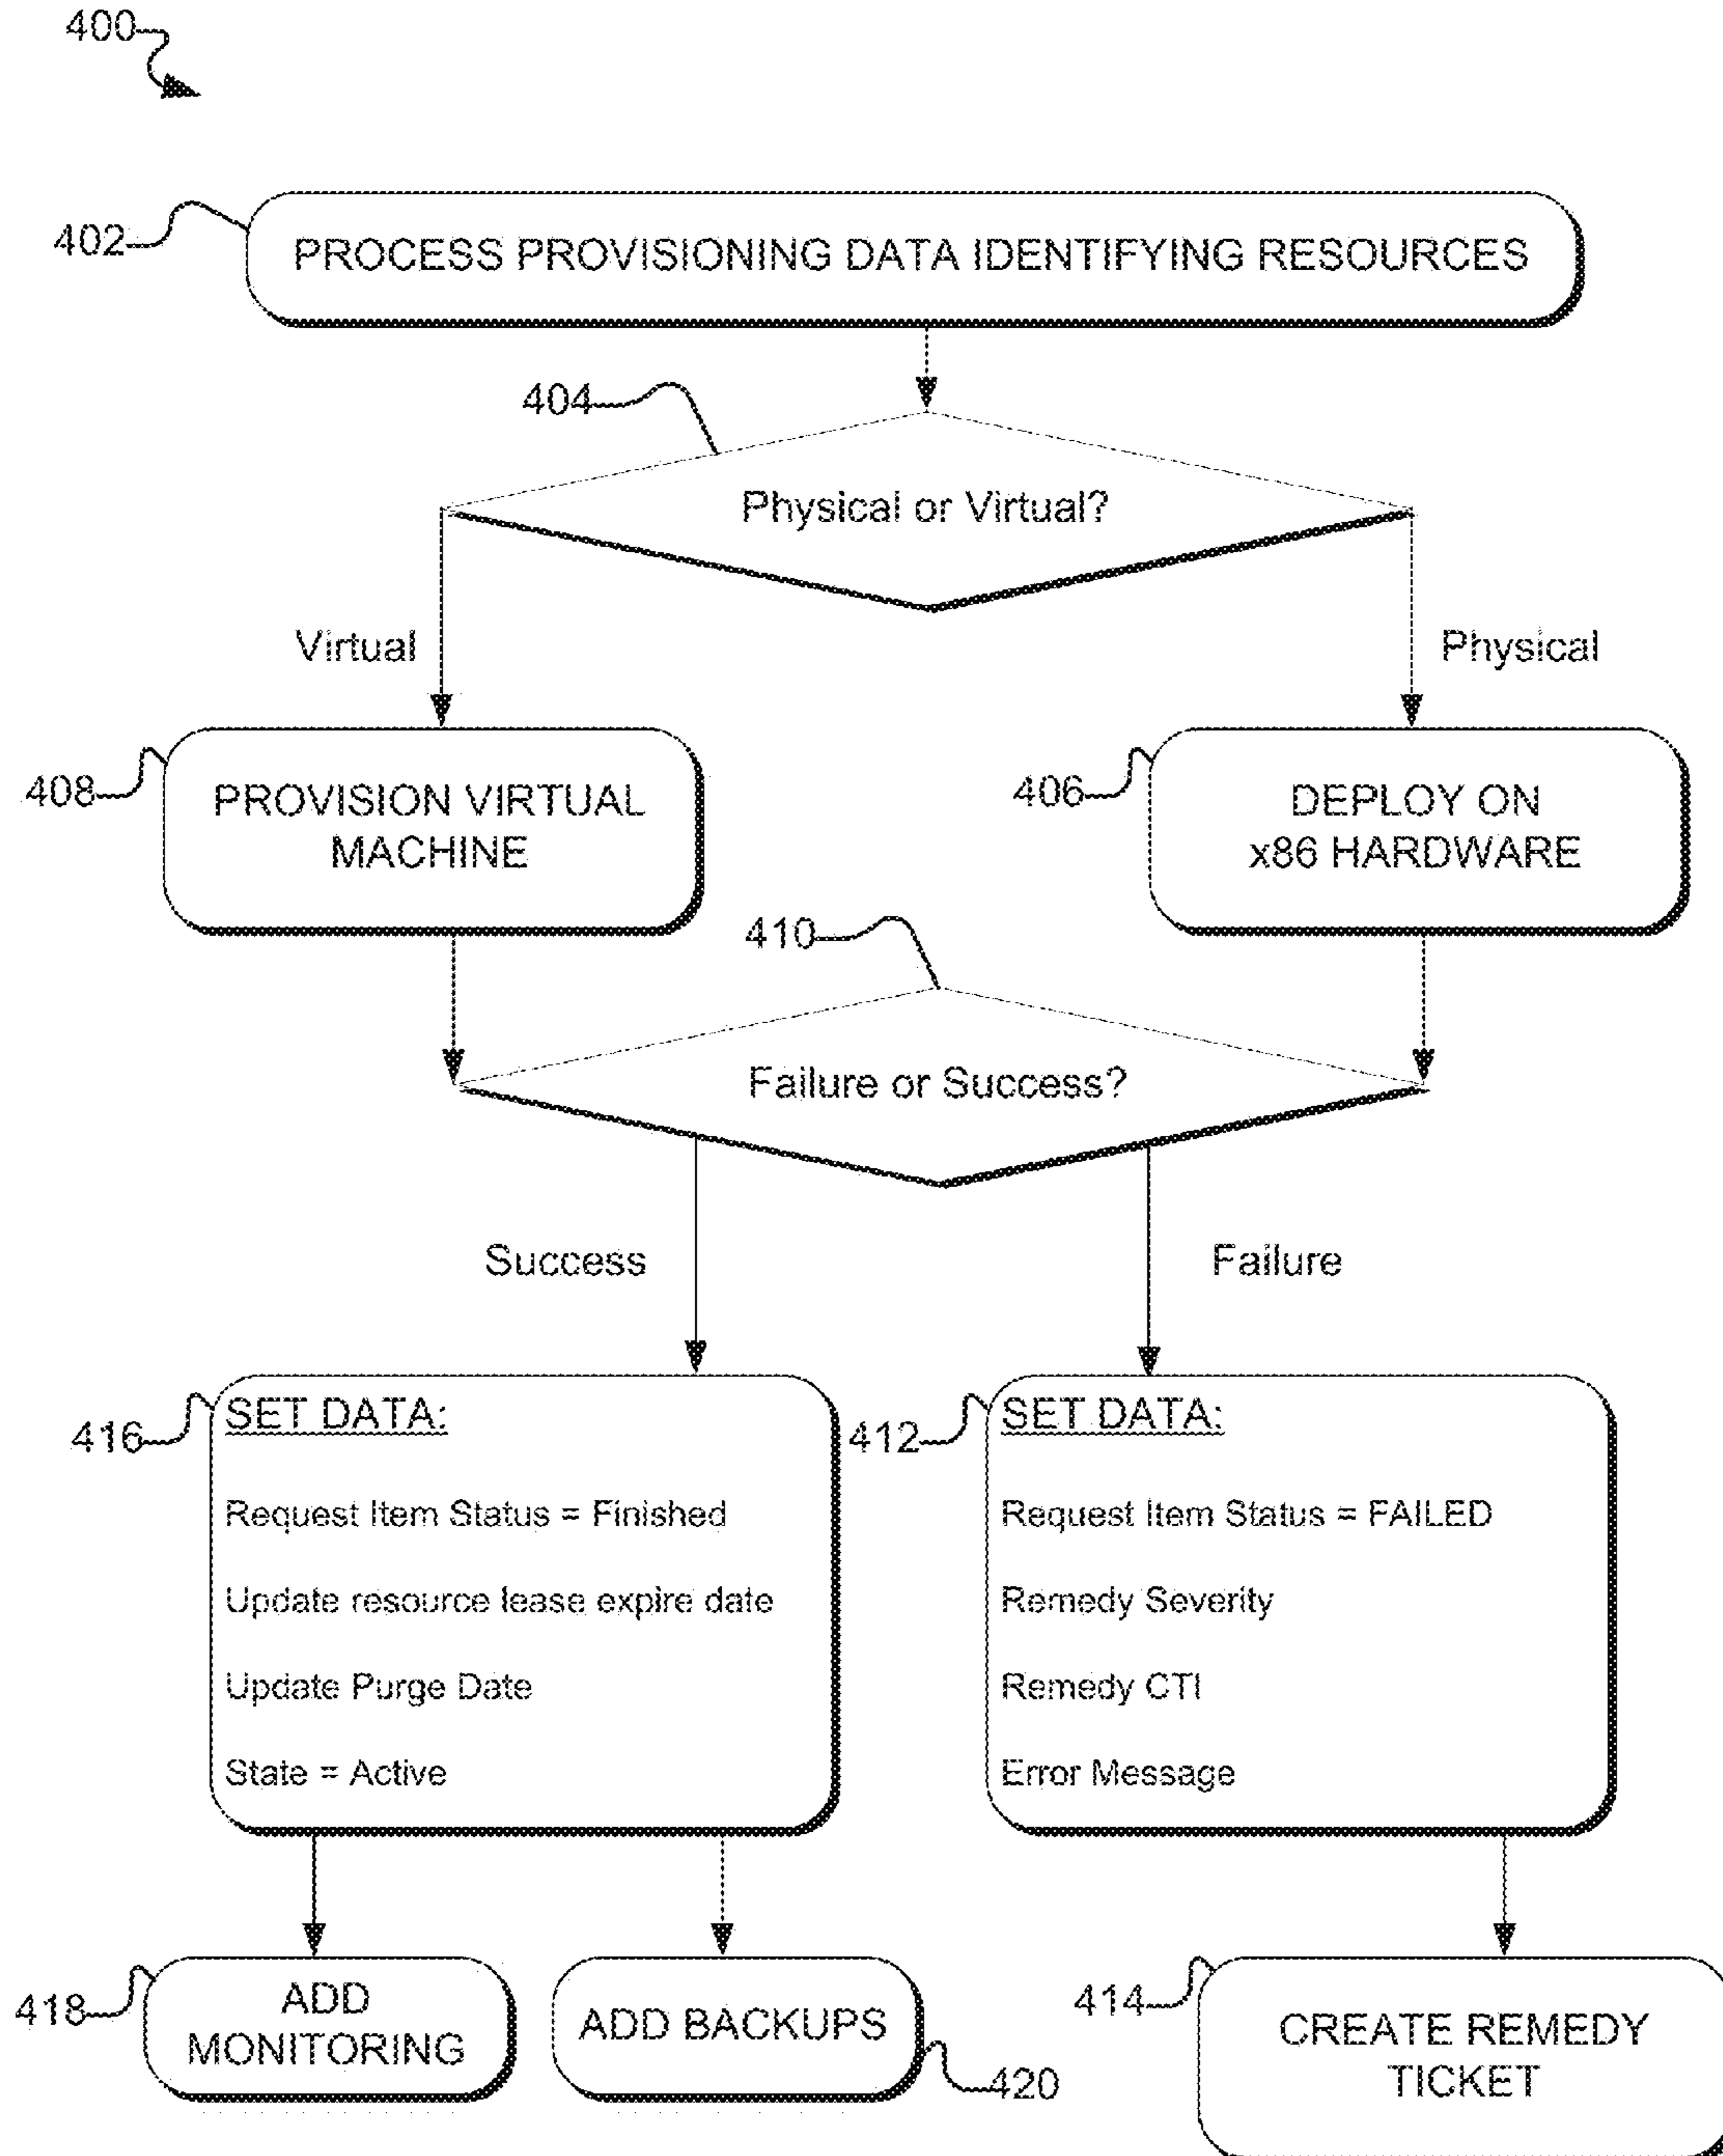 400
402
PROCESS PROVISIONING DATA IDENTIFYING RESOURCES
404
Physical or Virtual?
Virtual
Physical
408
PROVISION VIRTUAL
MACHINE
406
DEPLOY ON
x86 HARDWARE
410
Failure or Success?
Success
Failure
416
SET DATA:
Request Item Status = Finished
Update resource lease expire date
Update Purge Date
State = Active
412
SET DATA:
Request Item Status = FAILED
Remedy Severity
Remedy CTI
Error Message
418
ADD
MONITORING
ADD BACKUPS
420
414
CREATE REMEDY
TICKET